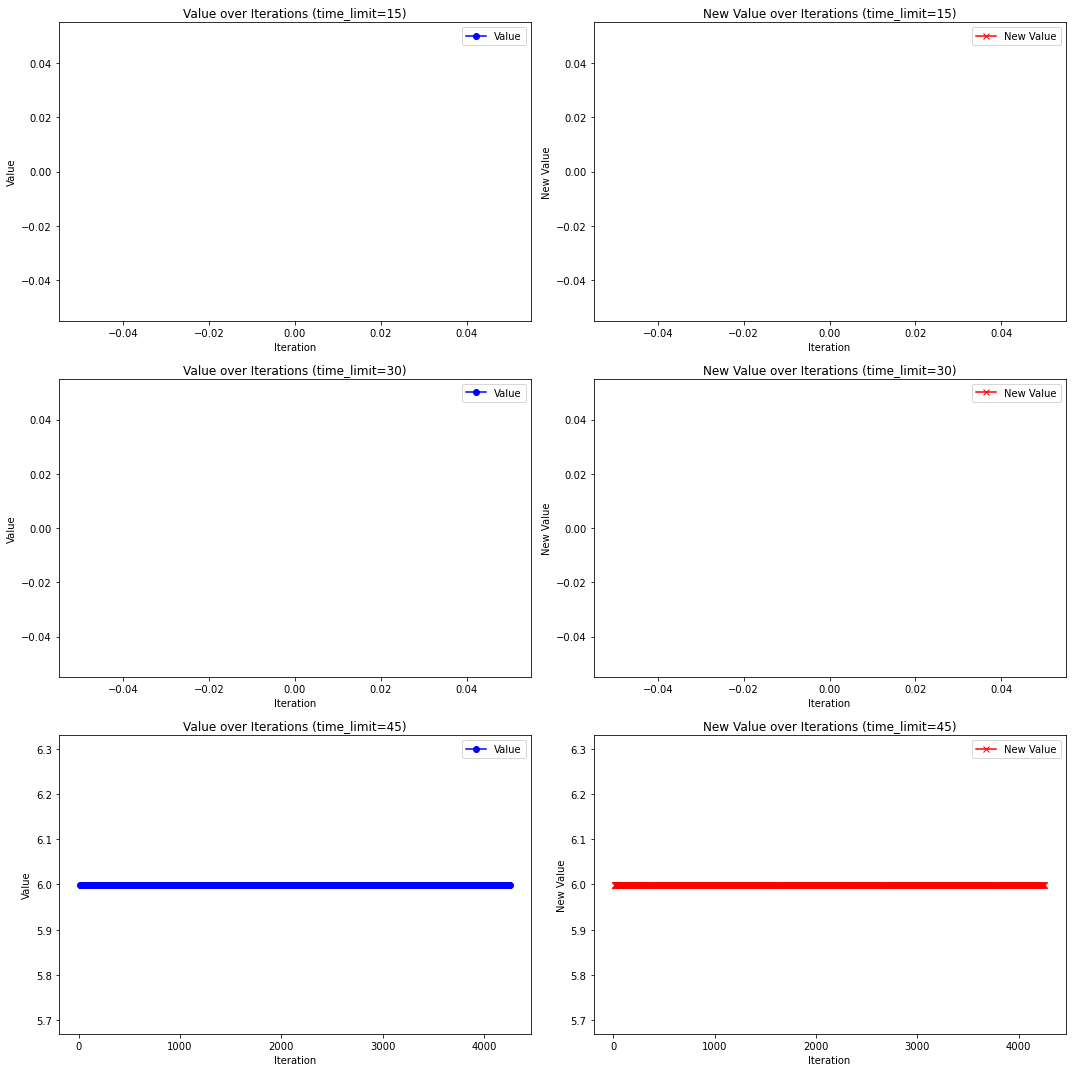 Value over Iterations (time_limit=15)
Value
0.04
0.02
0.00
−0.02
−0.04
Value
−0.04 −0.02 0.00 0.02 0.04
Iteration
New Value over Iterations (time_limit=15)
New Value
0.04
0.02
0.00
−0.02
−0.04
New Value
−0.04 −0.02 0.00 0.02 0.04
Iteration
Value over Iterations (time_limit=30)
Value
0.04
0.02
0.00
−0.02
−0.04
Value
−0.04 −0.02 0.00 0.02 0.04
Iteration
New Value over Iterations (time_limit=30)
New Value
0.04
0.02
0.00
−0.02
−0.04
New Value
−0.04 −0.02 0.00 0.02 0.04
Iteration
Value over Iterations (time_limit=45)
Value
6.3
6.2
6.1
6.0
5.9
5.8
5.7
Value
0 1000 2000 3000 4000
Iteration
New Value over Iterations (time_limit=45)
New Value
6.3
6.2
6.1
6.0
5.9
5.8
5.7
New Value
0 1000 2000 3000 4000
Iteration